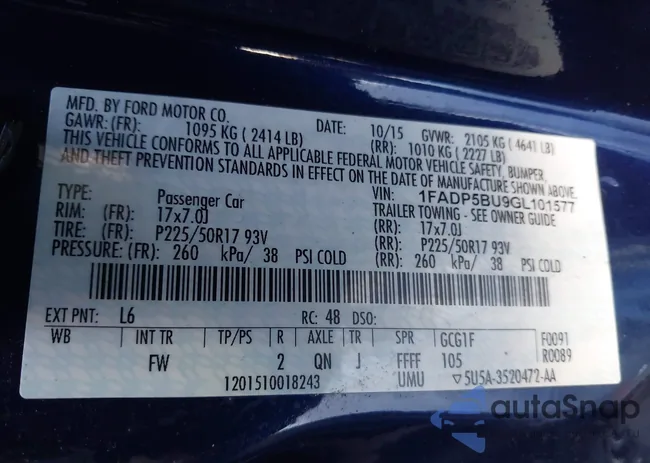 MFD. BY FORD MOTOR CO.
DATE: 10/15 GVWR: 2105 KG ( 4641 LB)
GAWR: (FR): 1095 KG ( 2414 LB) (RR): 1010 KG ( 2227 LB)
THIS VEHICLE CONFORMS TO ALL APPLICABLE FEDERAL MOTOR VEHICLE SAFETY, BUMPER,
AND THEFT PREVENTION STANDARDS IN EFFECT ON THE DATE OF MANUFACTURE SHOWN ABOVE.
VIN: 1FADP5BU9GL101577
TYPE: Passenger Car TRAILER TOWING - SEE OWNER GUIDE
RIM: (FR): 17x7.0J (RR): 17x7.0J
TIRE: (FR): P225/50R17 93V (RR): P225/50R17 93V
PRESSURE: (FR): 260 kPa/ 38 PSI COLD (RR): 260 kPa/ 38 PSI COLD
EXT PNT: L6 RC: 48 DSO:
WB INT TR TP/PS R AXLE TR SPR GCG1F F0091
FW 2 QN J FFFF 105 R0089
1201510018243 UMU ▽5U5A-3520472-AA
autoSnap